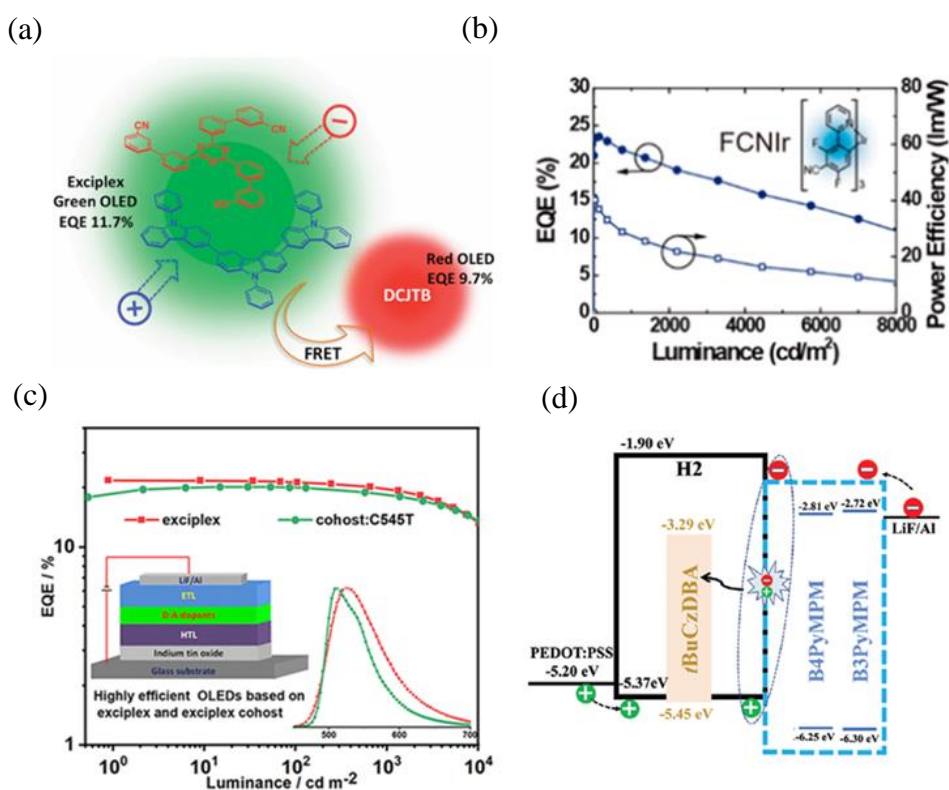 (a)
CN
CN
Exciplex
Green OLED
EQE 11.7%
Red OLED
EQE 9.7%
DCJTB
FRET
(b)
30
25
20
15
10
5
0
EQE (%)
80
60
40
20
0
Power Efficiency (lm/W)
FCNIr
N
F
Ir
NC
F
3
0 2000 4000 6000 8000
Luminance (cd/m²)
(c)
10
1
EQE / %
exciplex
cohost:C545T
LiF/Al
ETL
D:A dopants
HTL
Indium tin oxide
Glass substrate
Highly efficient OLEDs based on
exciplex and exciplex cohost
500 600 700
10⁰ 10¹ 10² 10³ 10⁴
Luminance / cd m⁻²
(d)
-1.90 eV
H2
-2.81 eV
-2.72 eV
LiF/Al
-3.29 eV
tBuCzDBA
B4PyMPM
B3PyMPM
PEDOT:PSS
-5.20 eV
-5.37eV
-5.45 eV
-6.25 eV
-6.30 eV